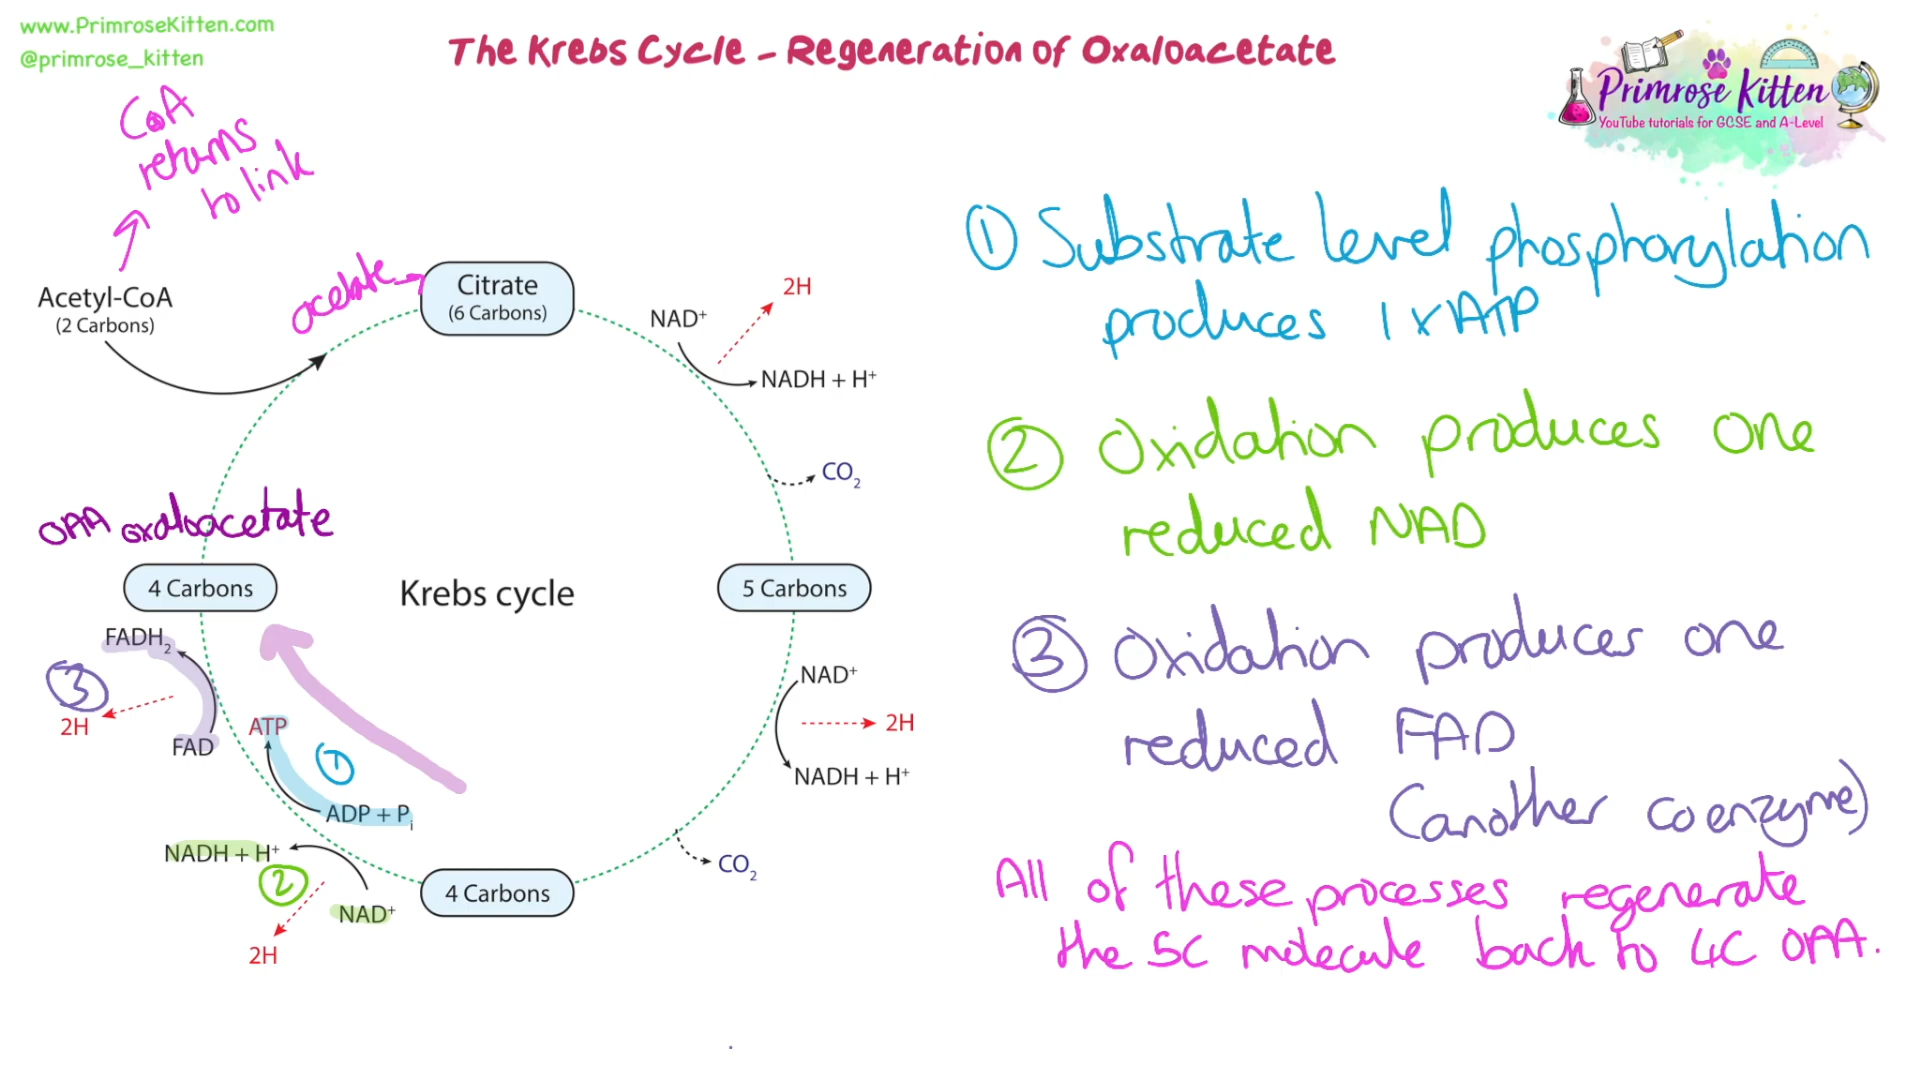 www.PrimroseKitten.com
@primrose_kitten
The Krebs Cycle - Regeneration of Oxaloacetate
Primrose Kitten
YouTube tutorials for GCSE and A-Level
CoA
returns
to link
Acetyl-CoA
(2 Carbons)
acetate
Citrate
(6 Carbons)
NAD⁺
2H
NADH + H⁺
CO₂
OAA oxaloacetate
4 Carbons
Krebs cycle
5 Carbons
FADH₂
③
2H
FAD
ATP
①
ADP + Pᵢ
NADH + H⁺
②
NAD⁺
2H
4 Carbons
NAD⁺
2H
NADH + H⁺
CO₂
① Substrate level phosphorylation
produces 1 x ATP
② Oxidation produces one
reduced NAD
③ Oxidation produces one
reduced FAD
(another coenzyme)
All of these processes regenerate
the 5C molecule back to 4C OAA.